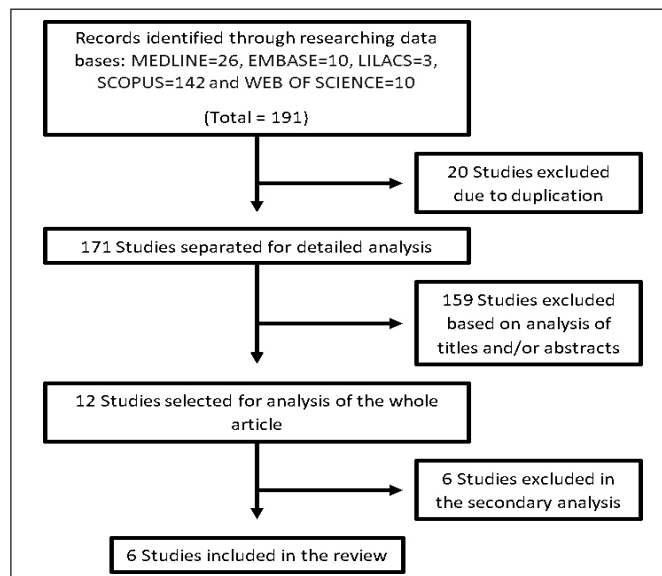 Records identified through researching data
bases: MEDLINE=26, EMBASE=10, LILACS=3,
SCOPUS=142 and WEB OF SCIENCE=10
(Total = 191)
20 Studies excluded
due to duplication
171 Studies separated for detailed analysis
159 Studies excluded
based on analysis of
titles and/or abstracts
12 Studies selected for analysis of the whole
article
6 Studies excluded in
the secondary analysis
6 Studies included in the review